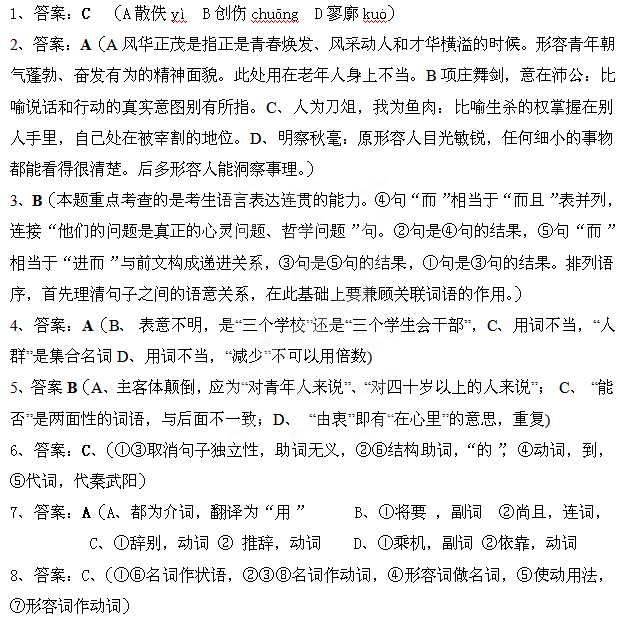 1、答案：C （A散佚yì  B创伤chuāng  D寥廓kuò）
2、答案：A（A风华正茂是指正是青春焕发、风采动人和才华横溢的时候。形容青年朝
气蓬勃、奋发有为的精神面貌。此处用在老年人身上不当。B项庄舞剑，意在沛公：比
喻说话和行动的真实意图别有所指。C、人为刀俎，我为鱼肉：比喻生杀的权掌握在别
人手里，自己处在被宰割的地位。D、明察秋毫：原形容人目光敏锐，任何细小的事物
都能看得很清楚。后多形容人能洞察事理。）
3、B（本题重点考查的是考生语言表达连贯的能力。④句“而”相当于“而且”表并列，
连接“他们的问题是真正的心灵问题、哲学问题”句。②句是④句的结果，⑤句“而”
相当于“进而”与前文构成递进关系，③句是⑤句的结果，①句是③句的结果。排列语
序，首先理清句子之间的语意关系，在此基础上要兼顾关联词语的作用。）
4、答案：A（B、 表意不明，是“三个学校”还是“三个学生会干部”，C、用词不当，“人
群”是集合名词 D、用词不当，“减少”不可以用倍数)
5、答案 B（A、主客体颠倒，应为“对青年人来说”、“对四十岁以上的人来说”； C、 “能
否”是两面性的词语，与后面不一致；D、 “由衷”即有“在心里”的意思，重复)
6、答案：C、（①③取消句子独立性，助词无义，②⑥结构助词，“的”，④动词，到，
⑤代词，代秦武阳）
7、答案：A（A、都为介词，翻译为“用”   B、①将要 ，副词 ②尚且，连词，
C、①辞别，动词 ② 推辞，动词   D、①乘机，副词 ②依靠，动词
8、答案：C、（①⑥名词作状语，②③⑧名词作动词，④形容词做名词，⑤使动用法，
⑦形容词作动词）